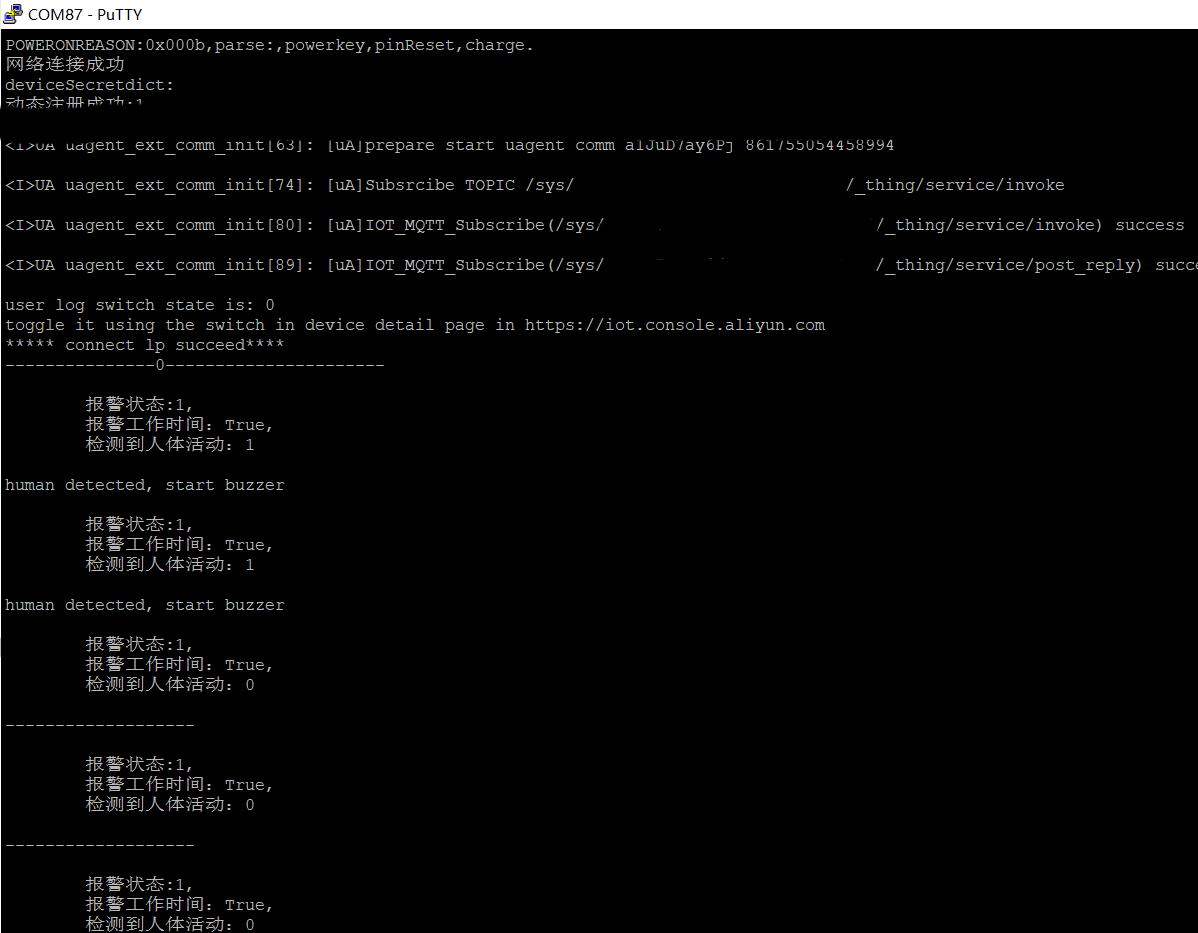 COM87 - PuTTY
POWERONREASON:0x000b,parse:,powerkey,pinReset,charge.
网络连接成功
deviceSecretdict:
动态注册成功:1
<I>UA uagent_ext_comm_init[63]: [uA]prepare start uagent comm a1JuD7ay6Pj 861755054458994
<I>UA uagent_ext_comm_init[74]: [uA]Subsrcibe TOPIC /sys/ /_thing/service/invoke
<I>UA uagent_ext_comm_init[80]: [uA]IOT_MQTT_Subscribe(/sys/ /_thing/service/invoke) success
<I>UA uagent_ext_comm_init[89]: [uA]IOT_MQTT_Subscribe(/sys/ /_thing/service/post_reply) succe
user log switch state is: 0
toggle it using the switch in device detail page in https://iot.console.aliyun.com
***** connect lp succeed****
---------------0----------------------
报警状态:1,
报警工作时间：True,
检测到人体活动：1
human detected, start buzzer
报警状态:1,
报警工作时间：True,
检测到人体活动：1
human detected, start buzzer
报警状态:1,
报警工作时间：True,
检测到人体活动：0
-------------------
报警状态:1,
报警工作时间：True,
检测到人体活动：0
-------------------
报警状态:1,
报警工作时间：True,
检测到人体活动：0